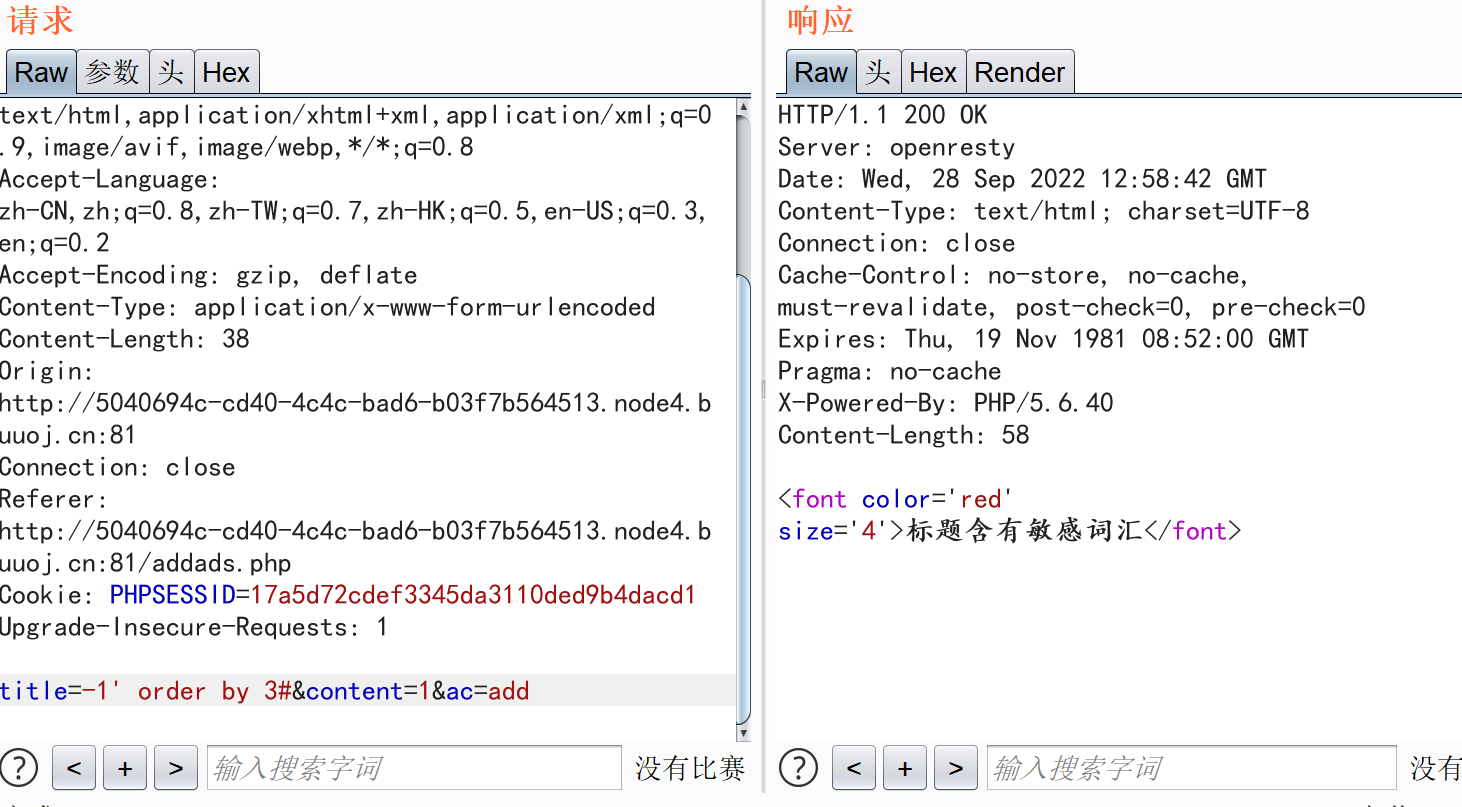 请求
Raw 参数 头 Hex
text/html,application/xhtml+xml,application/xml;q=0
.9,image/avif,image/webp,*/*;q=0.8
Accept-Language:
zh-CN,zh;q=0.8,zh-TW;q=0.7,zh-HK;q=0.5,en-US;q=0.3,
en;q=0.2
Accept-Encoding: gzip, deflate
Content-Type: application/x-www-form-urlencoded
Content-Length: 38
Origin:
http://5040694c-cd40-4c4c-bad6-b03f7b564513.node4.b
uuoj.cn:81
Connection: close
Referer:
http://5040694c-cd40-4c4c-bad6-b03f7b564513.node4.b
uuoj.cn:81/addads.php
Cookie: PHPSESSID=17a5d72cdef3345da3110ded9b4dacd1
Upgrade-Insecure-Requests: 1
title=-1' order by 3#&content=1&ac=add
? < + > 输入搜索字词 没有比赛
响应
Raw 头 Hex Render
HTTP/1.1 200 OK
Server: openresty
Date: Wed, 28 Sep 2022 12:58:42 GMT
Content-Type: text/html; charset=UTF-8
Connection: close
Cache-Control: no-store, no-cache,
must-revalidate, post-check=0, pre-check=0
Expires: Thu, 19 Nov 1981 08:52:00 GMT
Pragma: no-cache
X-Powered-By: PHP/5.6.40
Content-Length: 58
<font color='red'
size='4'>标题含有敏感词汇</font>
? < + > 输入搜索字词 没有